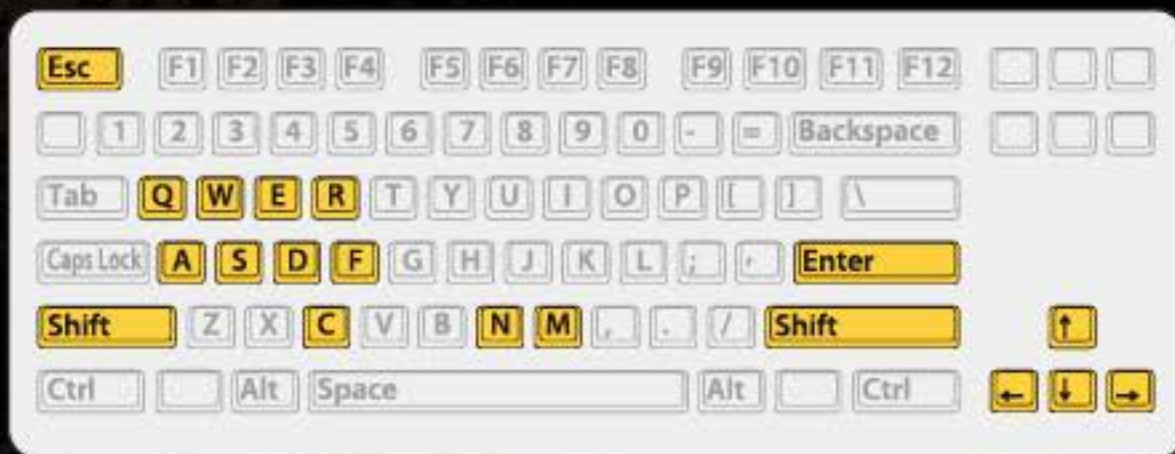 Esc F1 F2 F3 F4 F5 F6 F7 F8 F9 F10 F11 F12
1 2 3 4 5 6 7 8 9 0 - = Backspace
Tab Q W E R T Y U I O P [ ] \
Caps Lock A S D F G H J K L ; ' Enter
Shift Z X C V B N M , . / Shift ↑
Ctrl Alt Space Alt Ctrl ← ↓ →